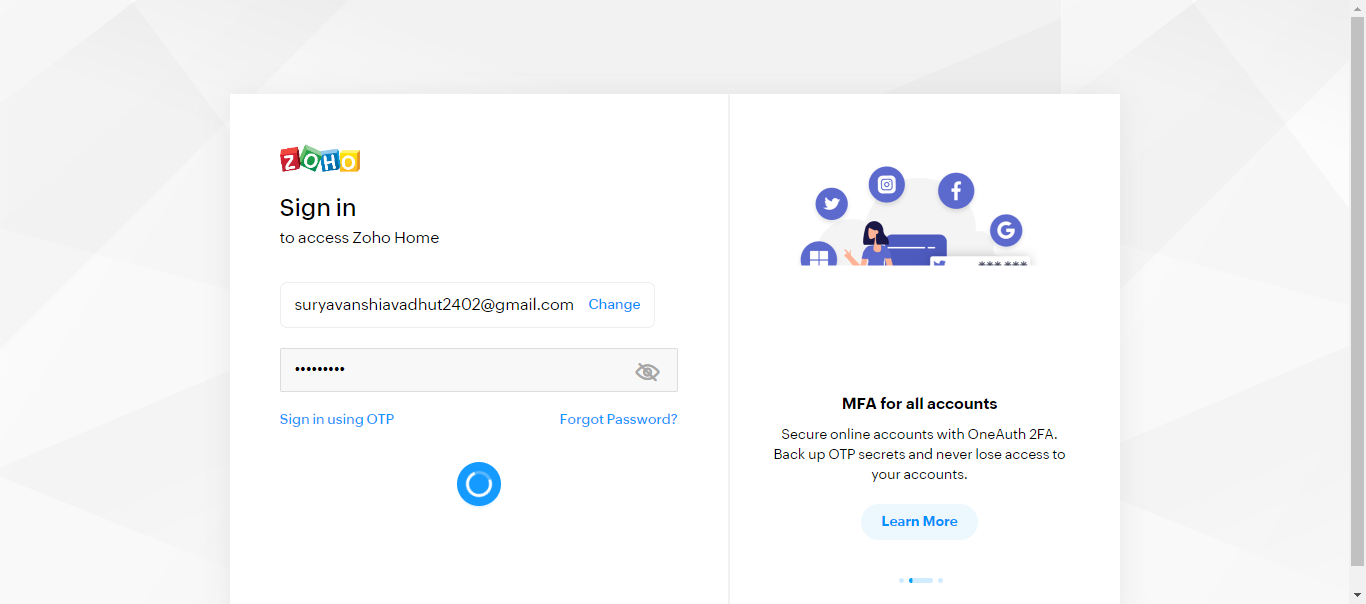 ZOHO
Sign in
to access Zoho Home
suryavanshiavadhut2402@gmail.com Change
•••••••••
Sign in using OTP Forgot Password?
******
MFA for all accounts
Secure online accounts with OneAuth 2FA.
Back up OTP secrets and never lose access to
your accounts.
Learn More